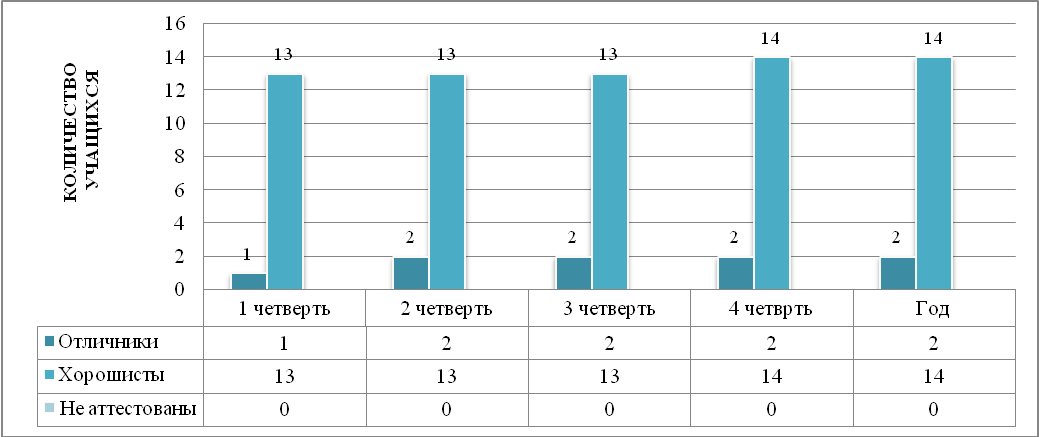 КОЛИЧЕСТВО
УЧАЩИХСЯ
16
14
12
10
8
6
4
2
0
1
13
2
13
2
13
2
14
2
14
1 четверть
2 четверть
3 четверть
4 четврть
Год
Отличники 1 2 2 2 2
Хорошисты 13 13 13 14 14
Не аттестованы 0 0 0 0 0